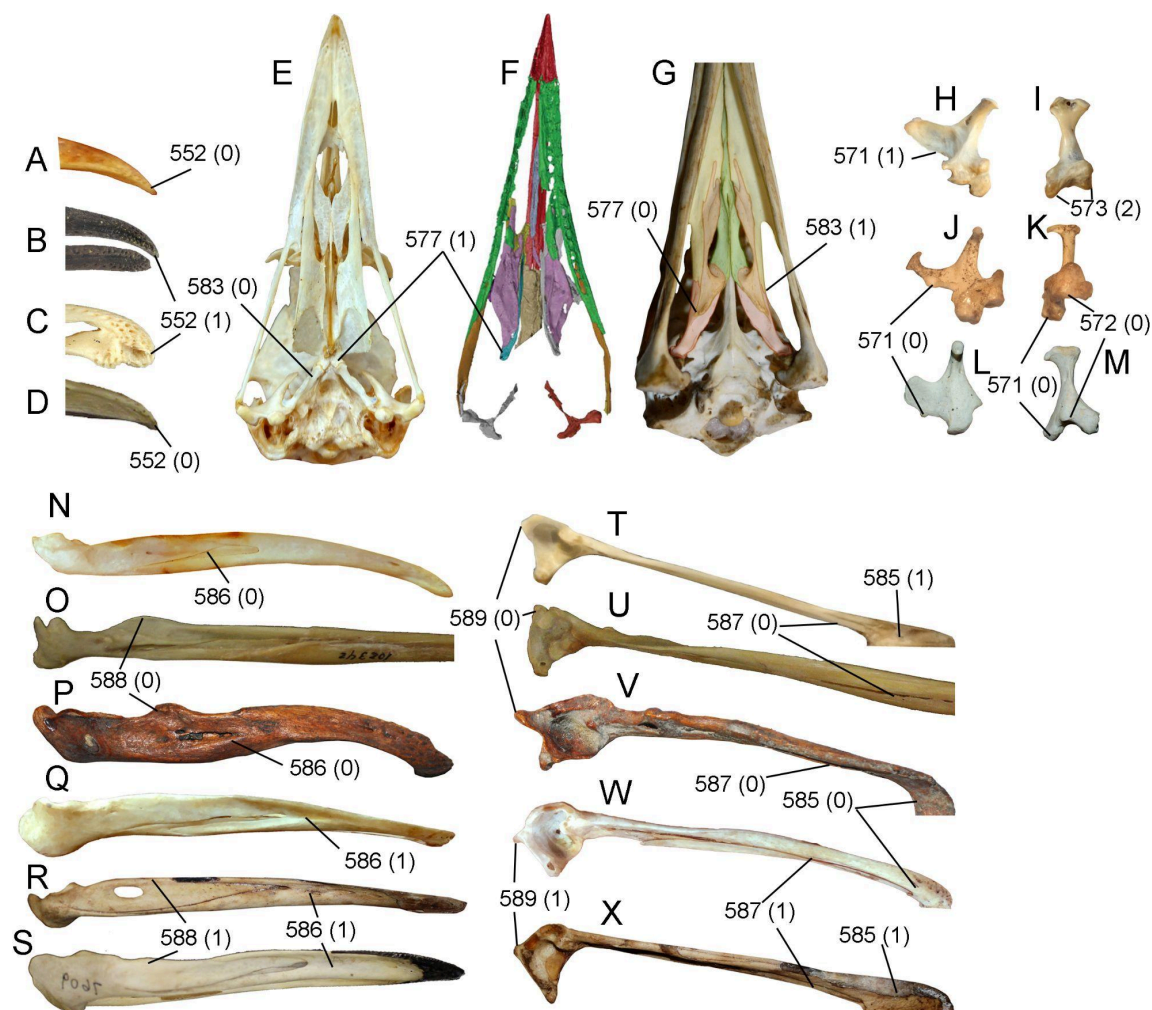 E
F
G
H
I
A
552 (0)
571 (1)
573 (2)
B
577 (0)
J
K
577 (1)
583 (1)
583 (0)
C
552 (1)
572 (0)
571 (0)
L
571 (0)
M
D
552 (0)
N
T
586 (0)
585 (1)
O
589 (0)
U
587 (0)
588 (0)
P
V
586 (0)
587 (0)
Q
W
585 (0)
586 (1)
R
589 (1)
587 (1)
588 (1)
586 (1)
X
585 (1)
S
7609